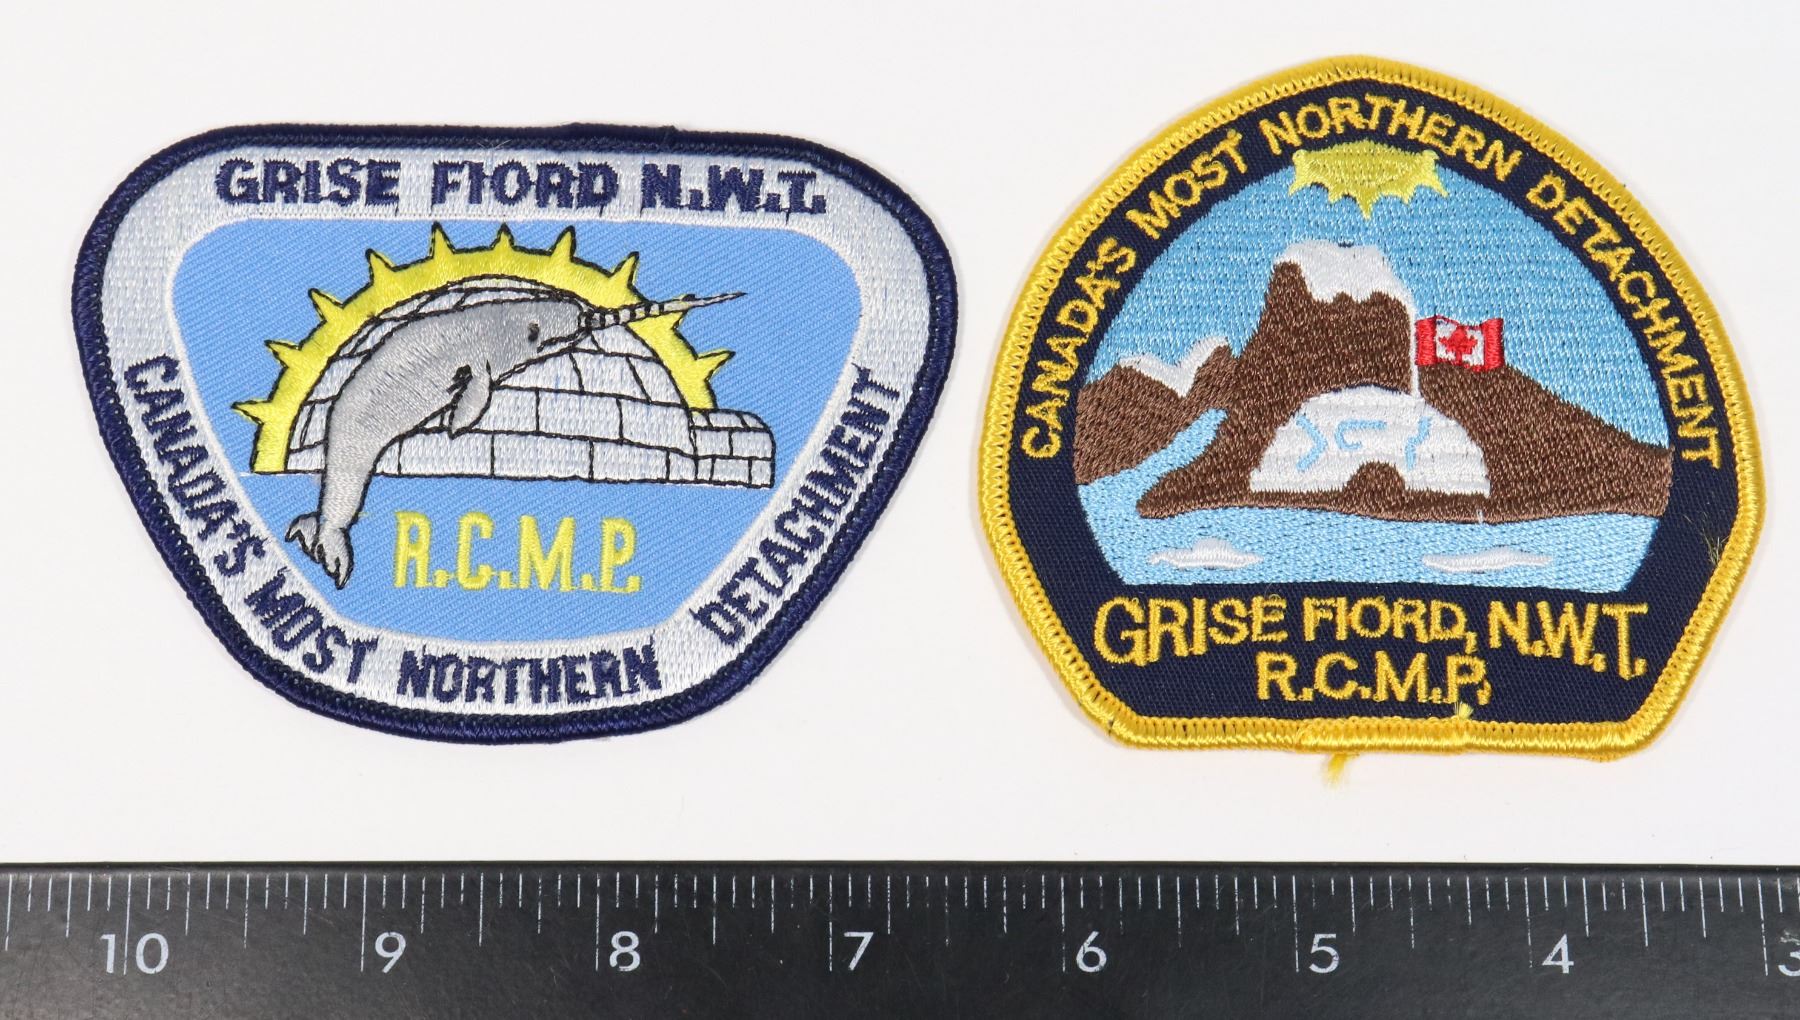 GRISE FIORD N.W.T.
R.C.M.P.
CANADA'S MOST NORTHERN DETACHMENT
CANADA'S MOST NORTHERN DETACHMENT
GRISE FIORD, N.W.T.
R.C.M.P.
10 9 8 7 6 5 4 3